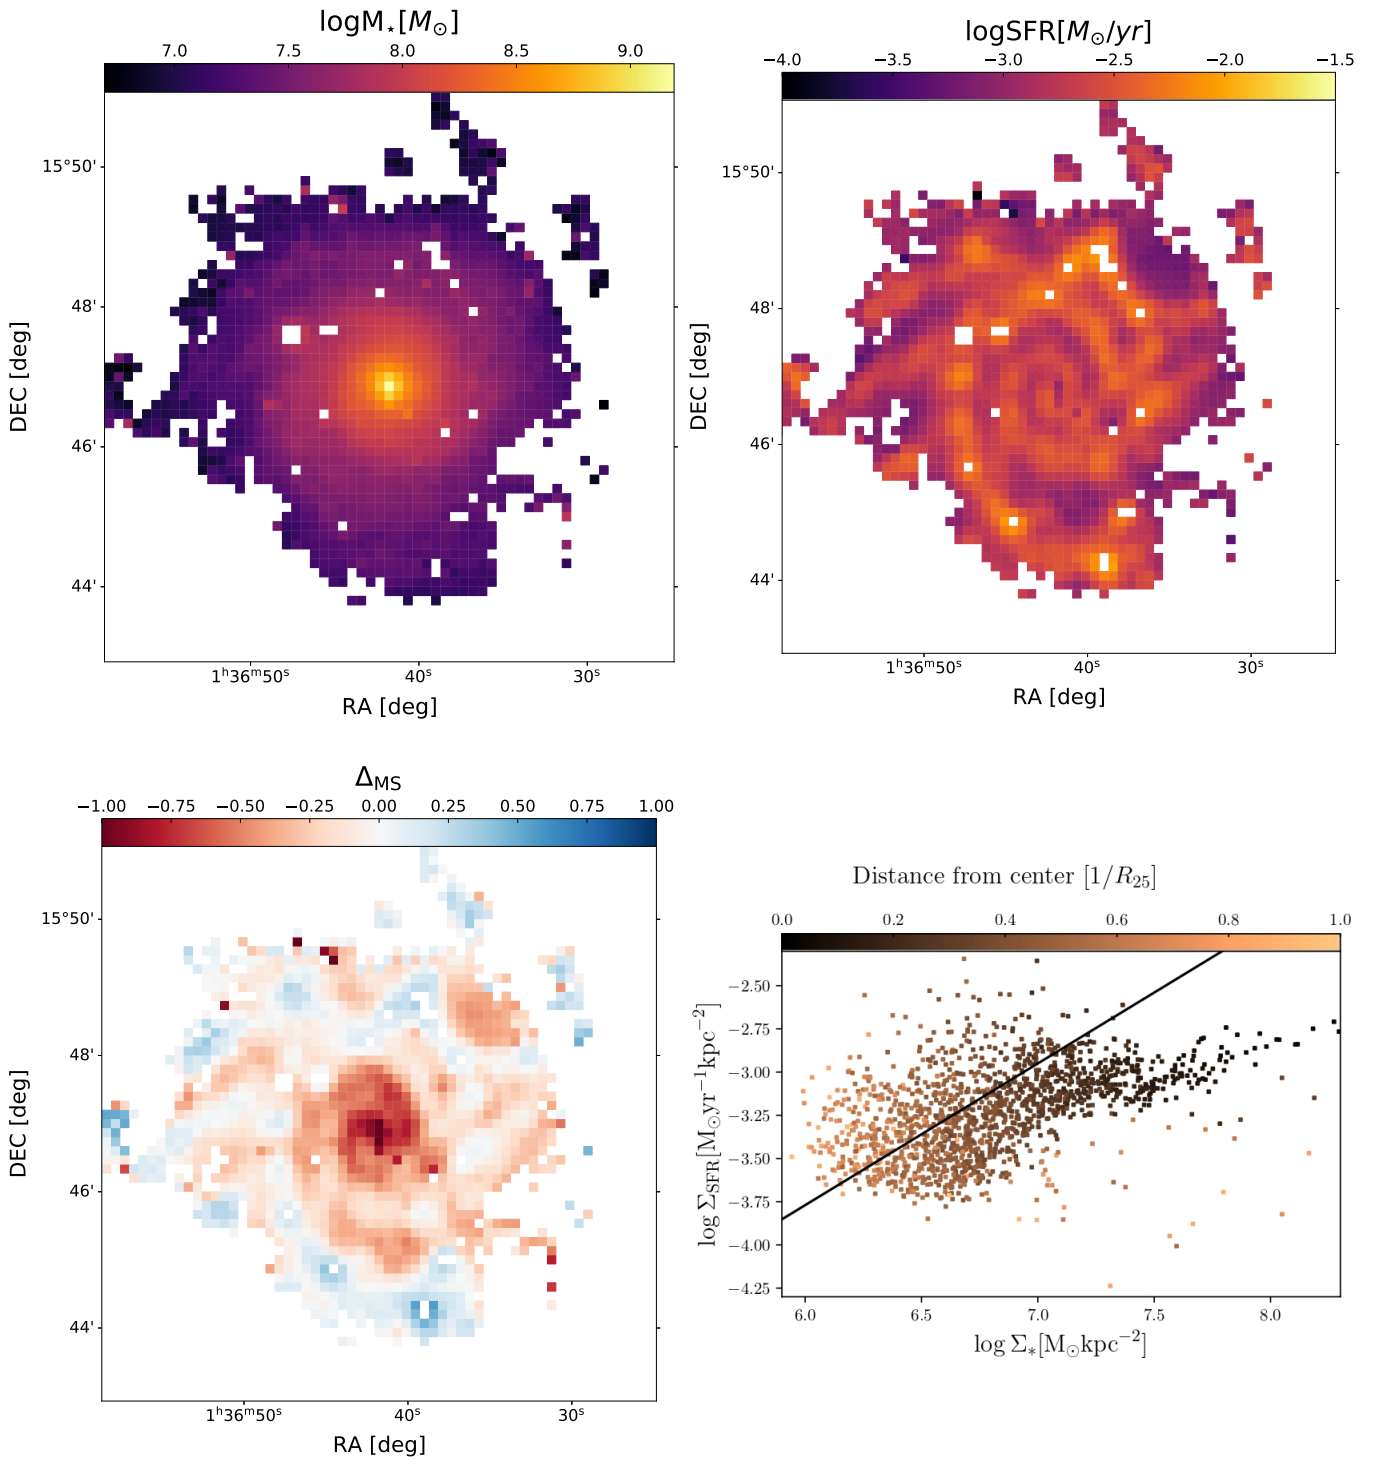 logM⋆[M⊙]
7.0 7.5 8.0 8.5 9.0
15°50'
48'
46'
44'
DEC [deg]
1ʰ36ᵐ50ˢ 40ˢ 30ˢ
RA [deg]
logSFR[M⊙/yr]
−4.0 −3.5 −3.0 −2.5 −2.0 −1.5
15°50'
48'
46'
44'
DEC [deg]
1ʰ36ᵐ50ˢ 40ˢ 30ˢ
RA [deg]
Δ_MS
−1.00 −0.75 −0.50 −0.25 0.00 0.25 0.50 0.75 1.00
15°50'
48'
46'
44'
DEC [deg]
1ʰ36ᵐ50ˢ 40ˢ 30ˢ
RA [deg]
Distance from center [1/R₂₅]
0.0 0.2 0.4 0.6 0.8 1.0
−2.50
−2.75
−3.00
−3.25
−3.50
−3.75
−4.00
−4.25
log Σ_SFR[M⊙yr⁻¹kpc⁻²]
6.0 6.5 7.0 7.5 8.0
log Σ∗[M⊙kpc⁻²]